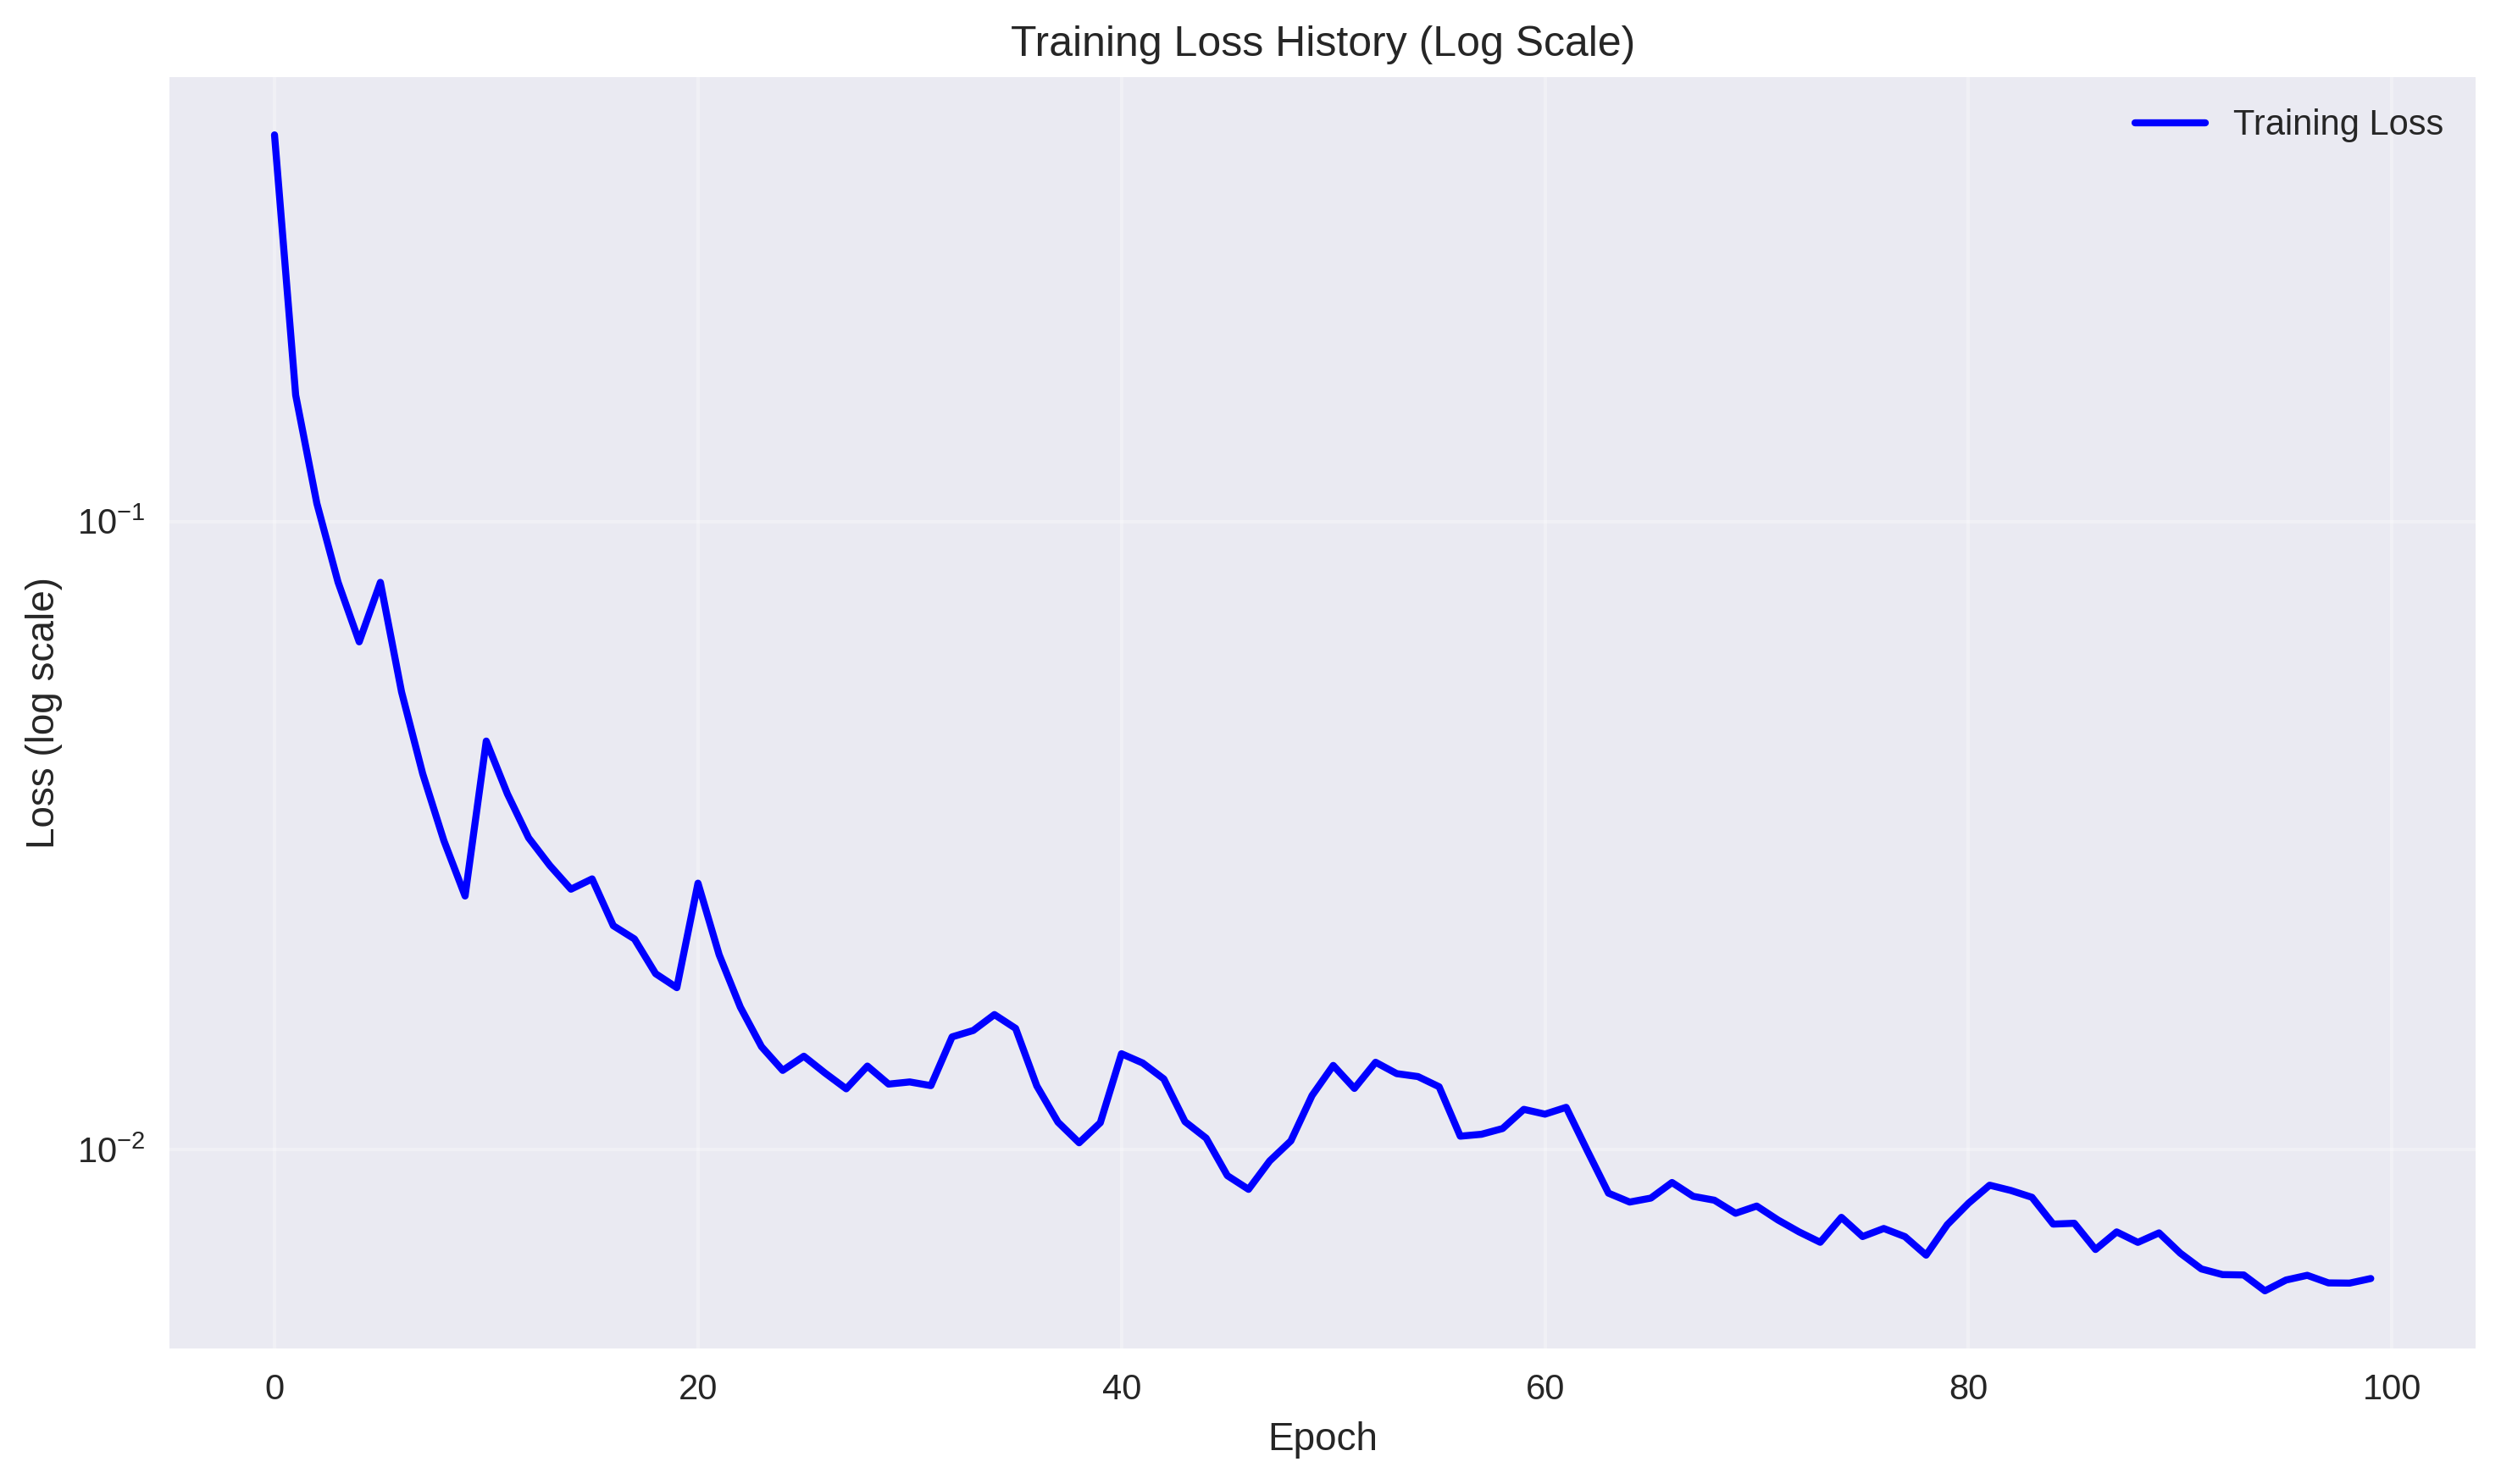 Training Loss History (Log Scale)
Training Loss
10⁻¹
10⁻²
Loss (log scale)
0 20 40 60 80 100
Epoch